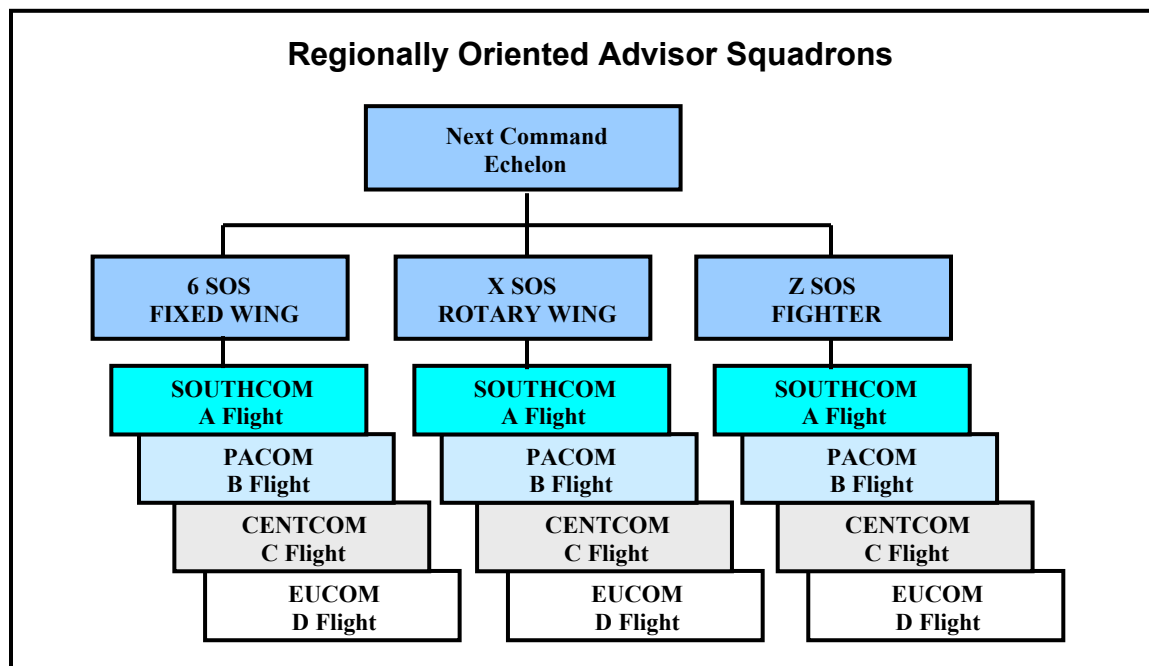 Regionally Oriented Advisor Squadrons
Next Command
Echelon
6 SOS
FIXED WING
X SOS
ROTARY WING
Z SOS
FIGHTER
SOUTHCOM
A Flight
PACOM
B Flight
CENTCOM
C Flight
EUCOM
D Flight
SOUTHCOM
A Flight
PACOM
B Flight
CENTCOM
C Flight
EUCOM
D Flight
SOUTHCOM
A Flight
PACOM
B Flight
CENTCOM
C Flight
EUCOM
D Flight